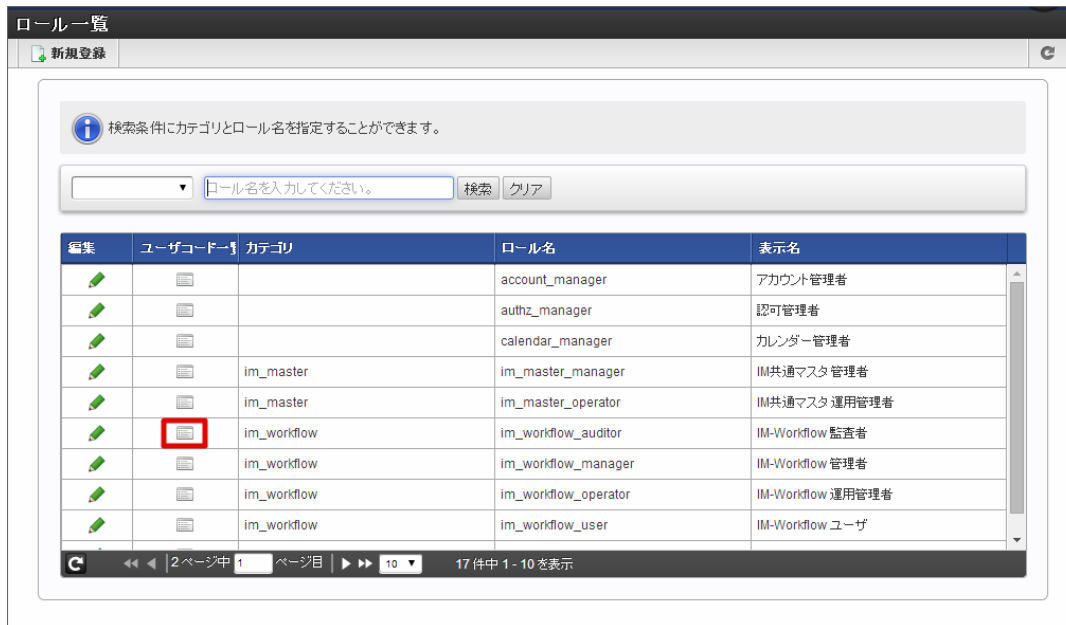 ロール一覧
新規登録
検索条件にカテゴリとロール名を指定することができます。
ロール名を入力してください。 検索 クリア
編集 ユーザコード一覧 カテゴリ ロール名 表示名
account_manager アカウント管理者
authz_manager 認可管理者
calendar_manager カレンダー管理者
im_master im_master_manager IM共通マスタ管理者
im_master im_master_operator IM共通マスタ運用管理者
im_workflow im_workflow_auditor IM-Workflow 監査者
im_workflow im_workflow_manager IM-Workflow 管理者
im_workflow im_workflow_operator IM-Workflow 運用管理者
im_workflow im_workflow_user IM-Workflow ユーザ
2 ページ中 1 ページ目 10 17 件中 1 - 10 を表示